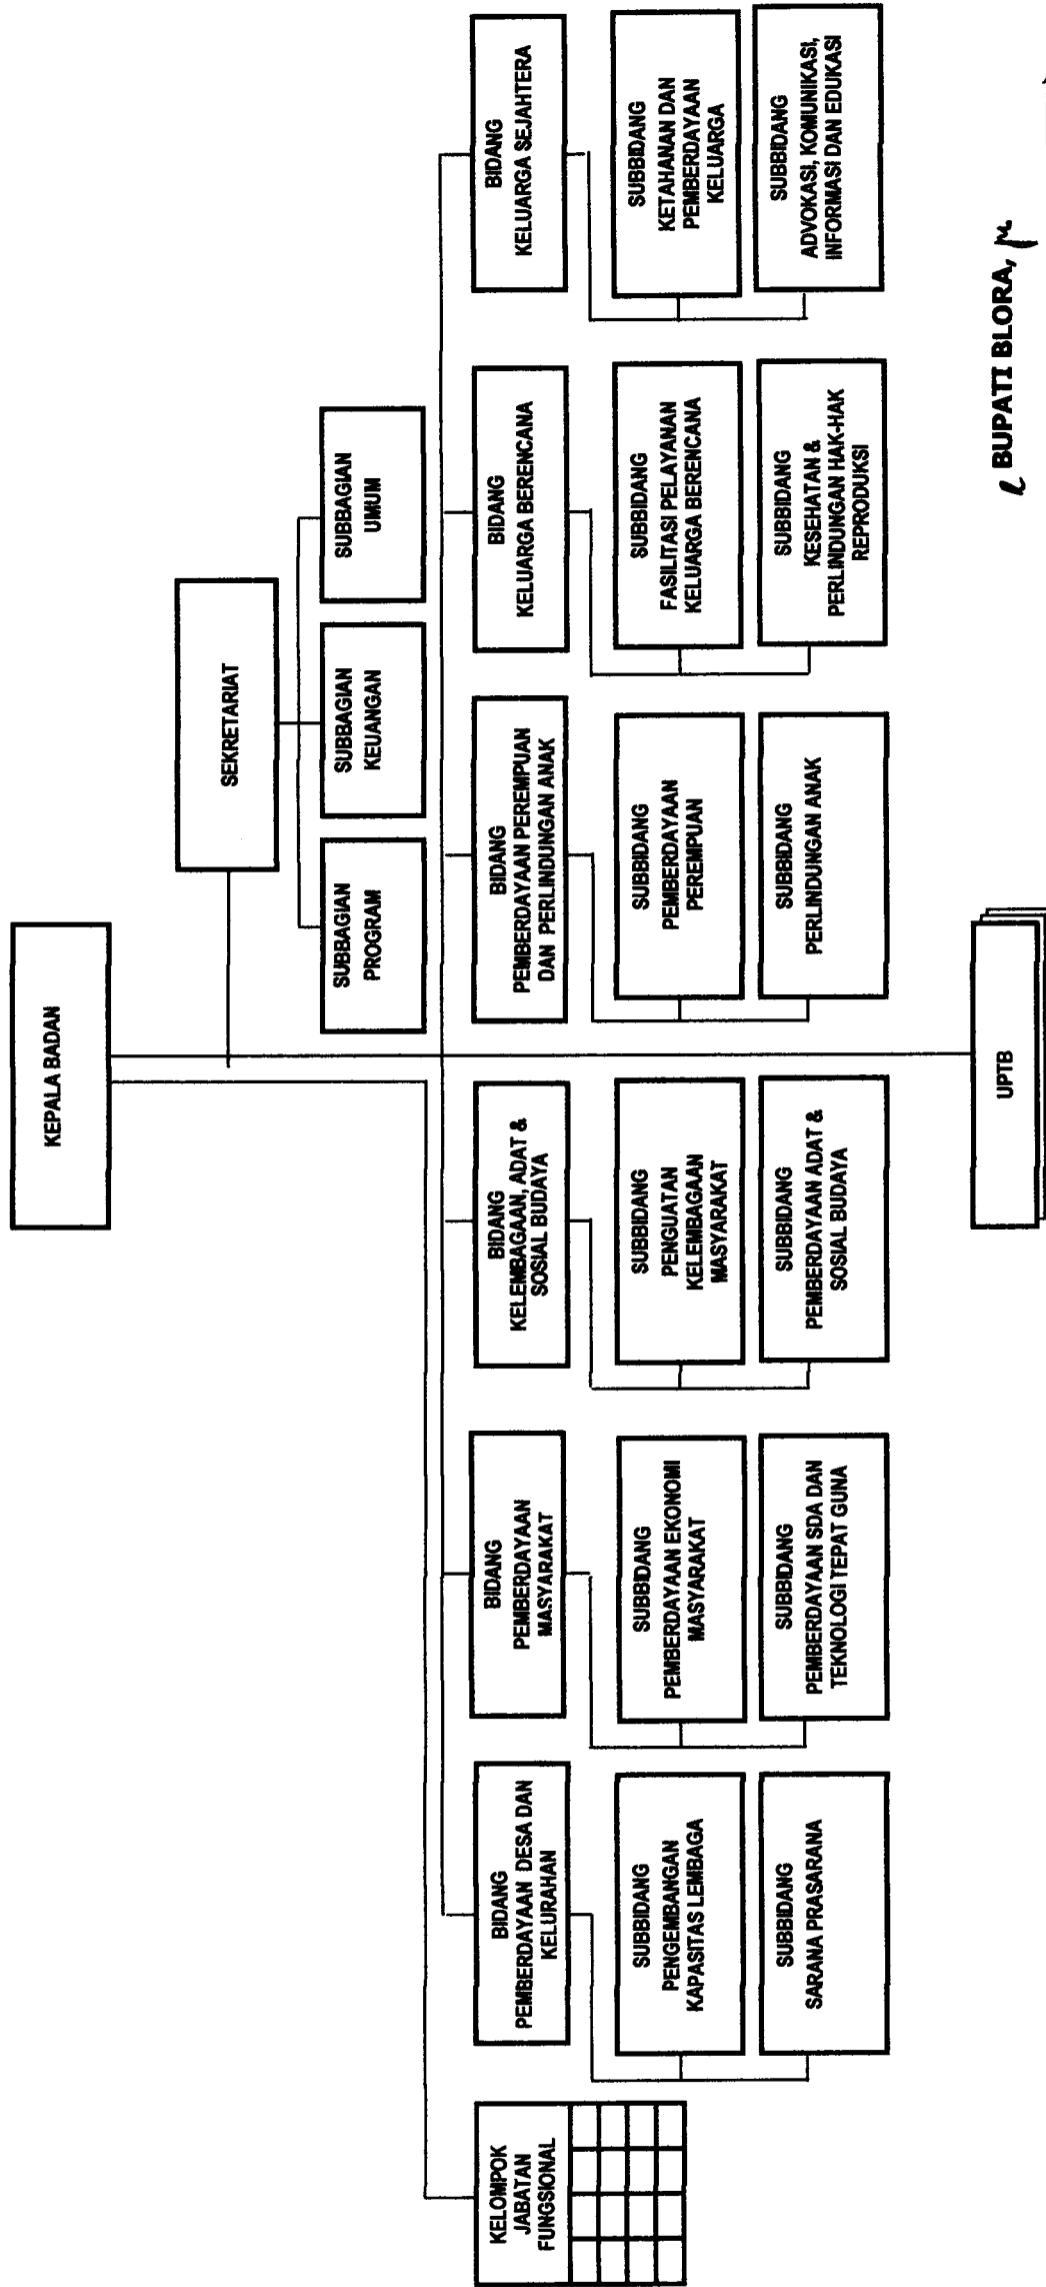 KEPALA BADAN
SEKRETARIAT
SUBBAGIAN
PROGRAM
SUBBAGIAN
KEUANGAN
SUBBAGIAN
UMUM
KELOMPOK
JABATAN
FUNGSIONAL
BIDANG
PEMBERDAYAAN DESA DAN
KELURAHAN
BIDANG
PEMBERDAYAAN
MASYARAKAT
BIDANG
KELEMBAGAAN, ADAT &
SOSIAL BUDAYA
BIDANG
PEMBERDAYAAN PEREMPUAN
DAN PERLINDUNGAN ANAK
BIDANG
KELUARGA BERENCANA
BIDANG
KELUARGA SEJAHTERA
SUBBIDANG
PENGEMBANGAN
KAPASITAS LEMBAGA
SUBBIDANG
PEMBERDAYAAN EKONOMI
MASYARAKAT
SUBBIDANG
PENGUATAN
KELEMBAGAAN
MASYARAKAT
SUBBIDANG
PEMBERDAYAAN
PEREMPUAN
SUBBIDANG
FASILITASI PELAYANAN
KELUARGA BERENCANA
SUBBIDANG
KETAHANAN DAN
PEMBERDAYAAN
KELUARGA
SUBBIDANG
SARANA PRASARANA
SUBBIDANG
PEMBERDAYAAN SDA DAN
TEKNOLOGI TEPAT GUNA
SUBBIDANG
PEMBERDAYAAN ADAT &
SOSIAL BUDAYA
SUBBIDANG
PERLINDUNGAN ANAK
SUBBIDANG
KESEHATAN &
PERLINDUNGAN HAK-HAK
REPRODUKSI
SUBBIDANG
ADVOKASI, KOMUNIKASI,
INFORMASI DAN EDUKASI
UPTB
BUPATI BLORA,